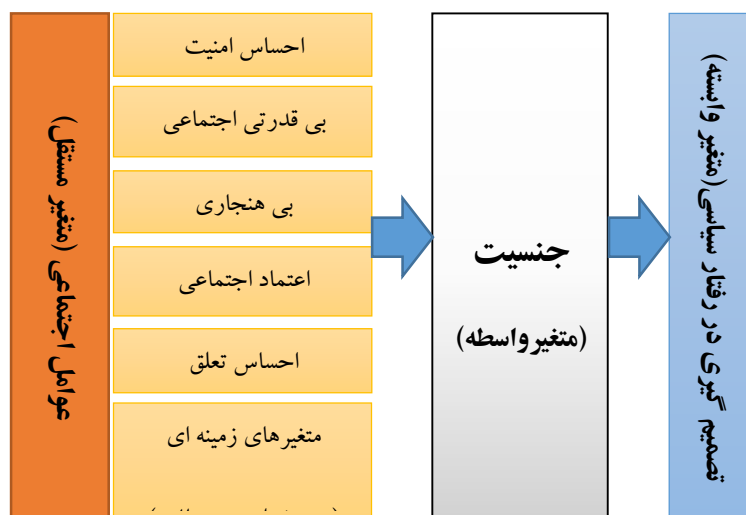 عوامل اجتماعی (متغیر مستقل)
احساس امنیت
بی قدرتی اجتماعی
بی هنجاری
اعتماد اجتماعی
احساس تعلق
متغیرهای زمینه ای
جنسیت
(متغیرواسطه)
تصمیم گیری در رفتار سیاسی(متغیر وابسته)